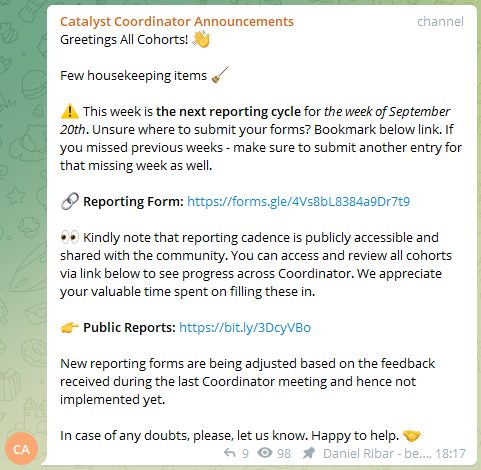 Catalyst Coordinator Announcements channel
Greetings All Cohorts! 👋
Few housekeeping items 🧹
⚠️ This week is the next reporting cycle for the week of September
20th. Unsure where to submit your forms? Bookmark below link. If
you missed previous weeks - make sure to submit another entry for
that missing week as well.
🔗 Reporting Form: https://forms.gle/4Vs8bL8384a9Dr7t9
👀 Kindly note that reporting cadence is publicly accessible and
shared with the community. You can access and review all cohorts
via link below to see progress across Coordinator. We appreciate
your valuable time spent on filling these in.
👉 Public Reports: https://bit.ly/3DcyVBo
New reporting forms are being adjusted based on the feedback
received during the last Coordinator meeting and hence not
implemented yet.
In case of any doubts, please, let us know. Happy to help. 🤝
CA
9 98 Daniel Ribar - be..., 18:17